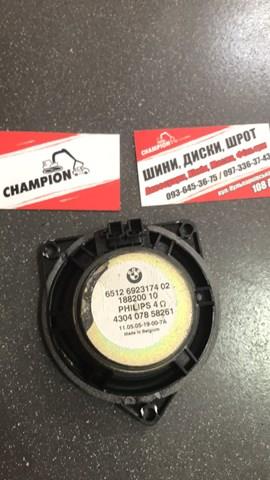 CHAMPION
ШИНИ, ДИСКИ, ШРОТ
093-645-36-75 / 097-336-37-43
BMW
6512 6923174 02
188200 10
PHILIPS 4 Ω
4304 078 58261
11.05.05-19-00-7A
Made in Belgium